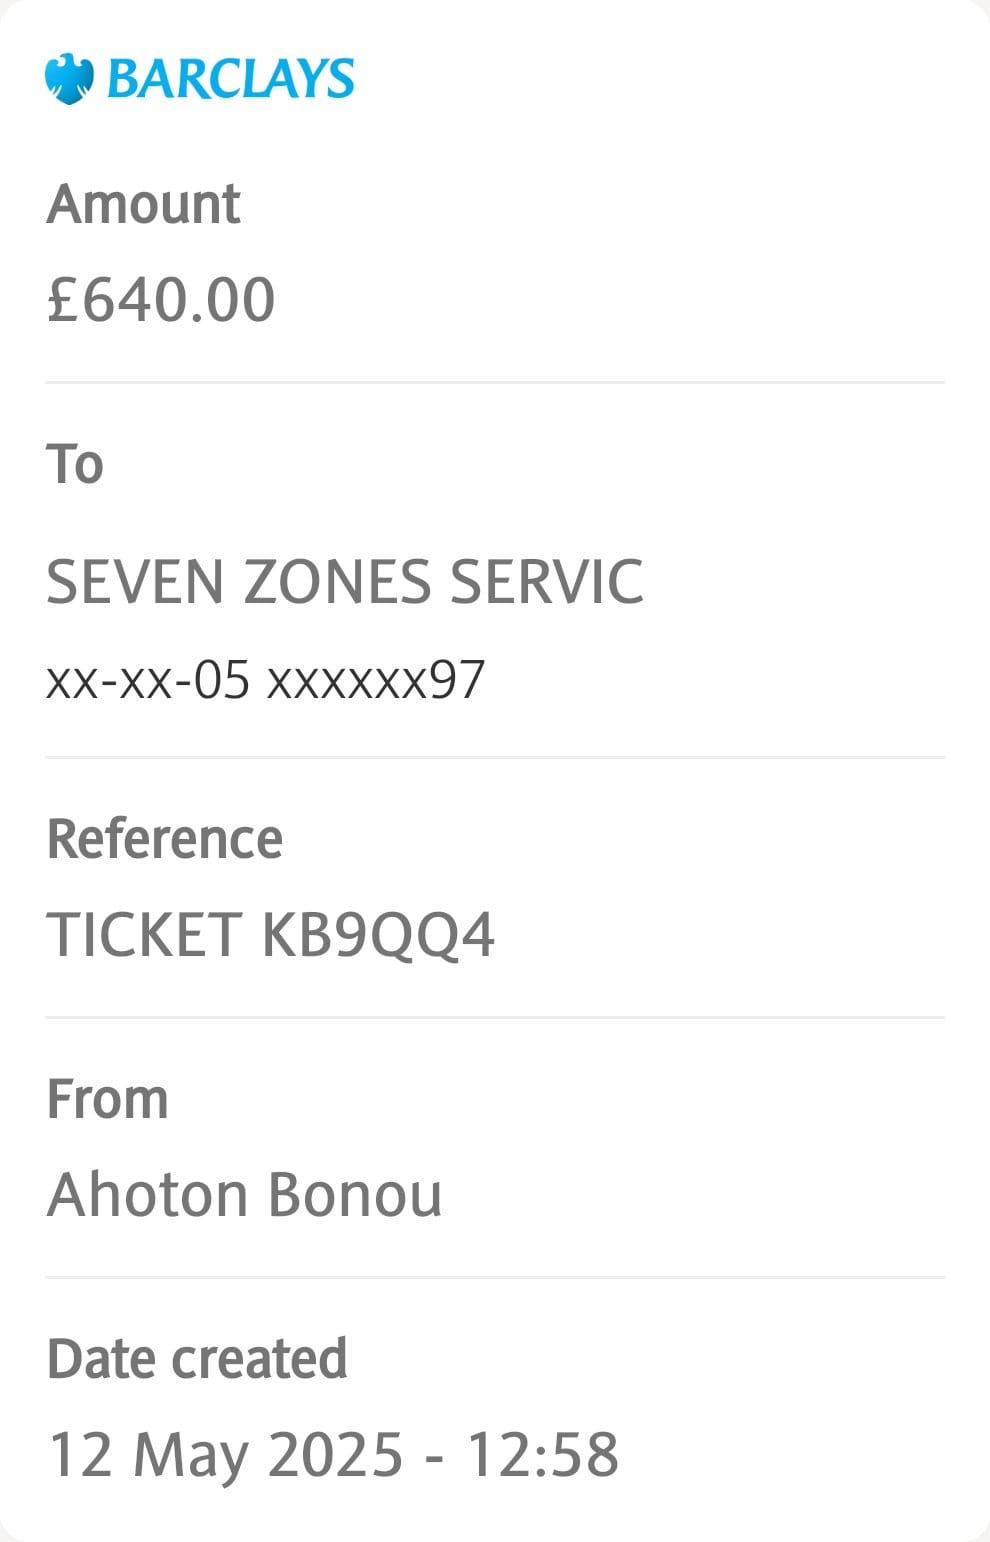 BARCLAYS
Amount
£640.00
To
SEVEN ZONES SERVIC
xx-xx-05 xxxxxx97
Reference
TICKET KB9QQ4
From
Ahoton Bonou
Date created
12 May 2025 - 12:58